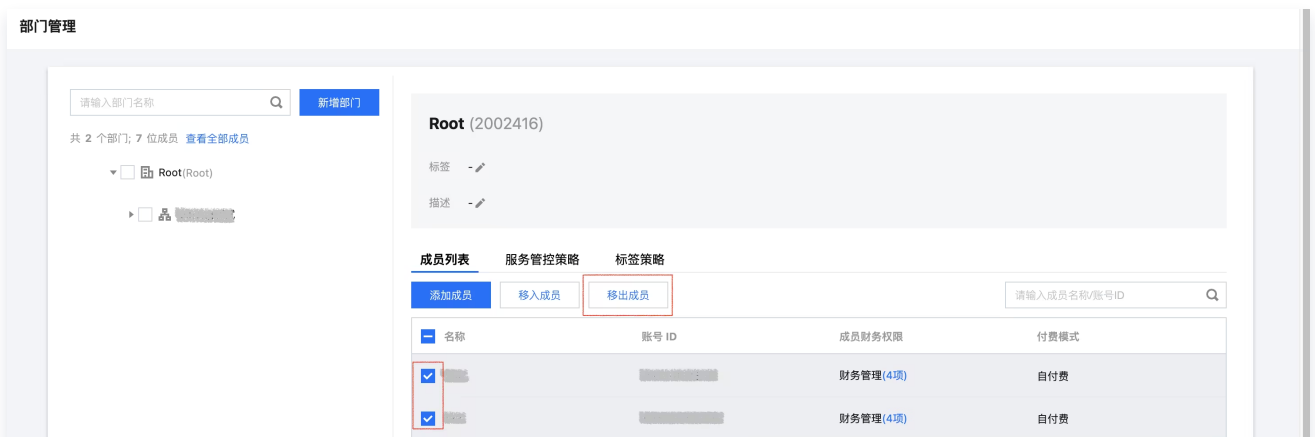 部门管理
请输入部门名称 新增部门
共 2 个部门; 7 位成员 查看全部成员
Root(Root)
Root (2002416)
标签 -
描述 -
成员列表 服务管控策略 标签策略
添加成员 移入成员 移出成员 请输入成员名称/账号ID
名称 账号 ID 成员财务权限 付费模式
财务管理(4项) 自付费
财务管理(4项) 自付费